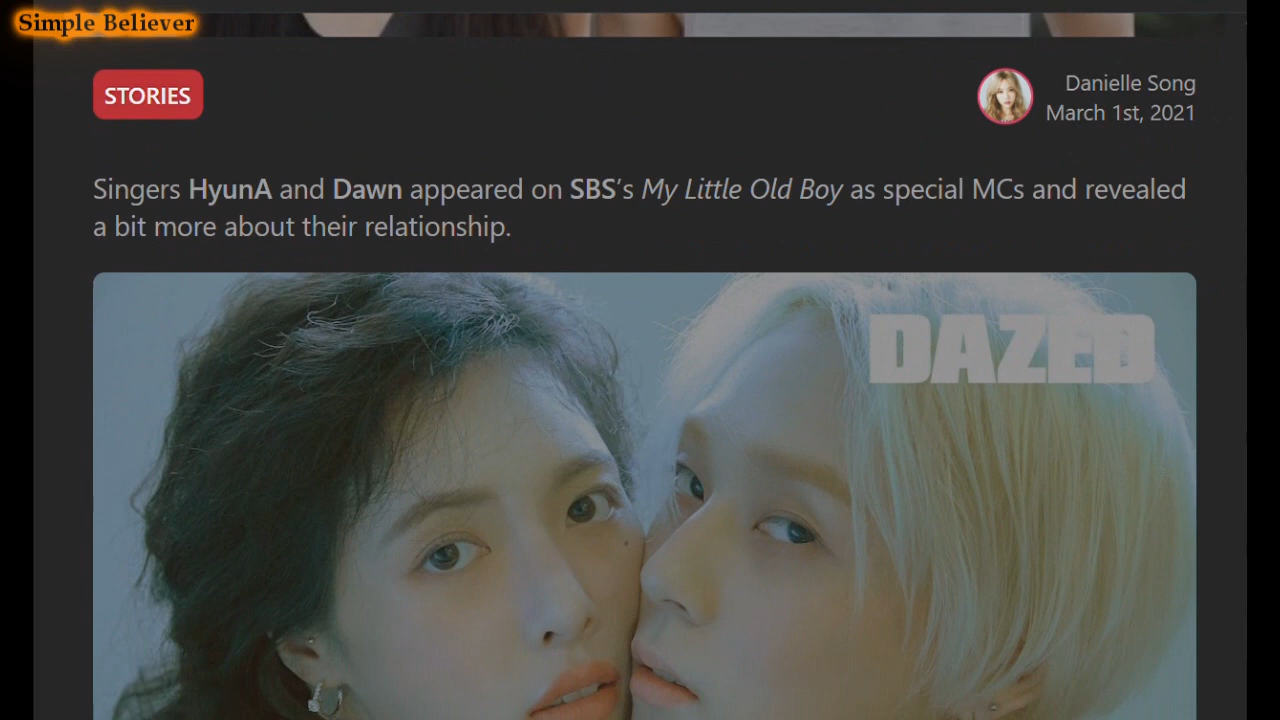 Simple Believer
STORIES
Danielle Song
March 1st, 2021
Singers HyunA and Dawn appeared on SBS's My Little Old Boy as special MCs and revealed
a bit more about their relationship.
DAZED